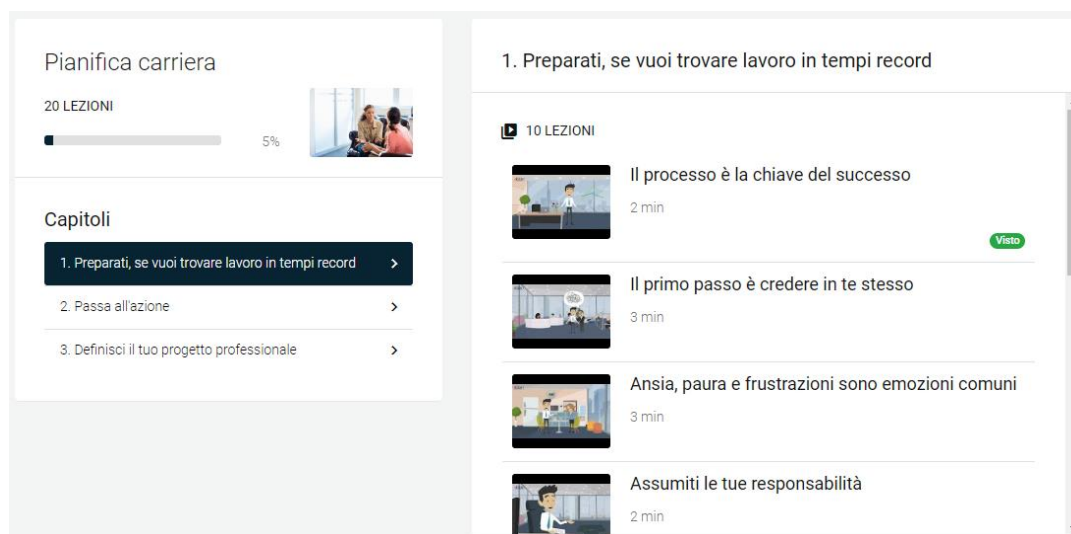 Pianifica carriera
20 LEZIONI
5%
Capitoli
1. Preparati, se vuoi trovare lavoro in tempi record
2. Passa all'azione
3. Definisci il tuo progetto professionale
1. Preparati, se vuoi trovare lavoro in tempi record
10 LEZIONI
Il processo è la chiave del successo
2 min
Visto
Il primo passo è credere in te stesso
3 min
Ansia, paura e frustrazioni sono emozioni comuni
3 min
Assumiti le tue responsabilità
2 min